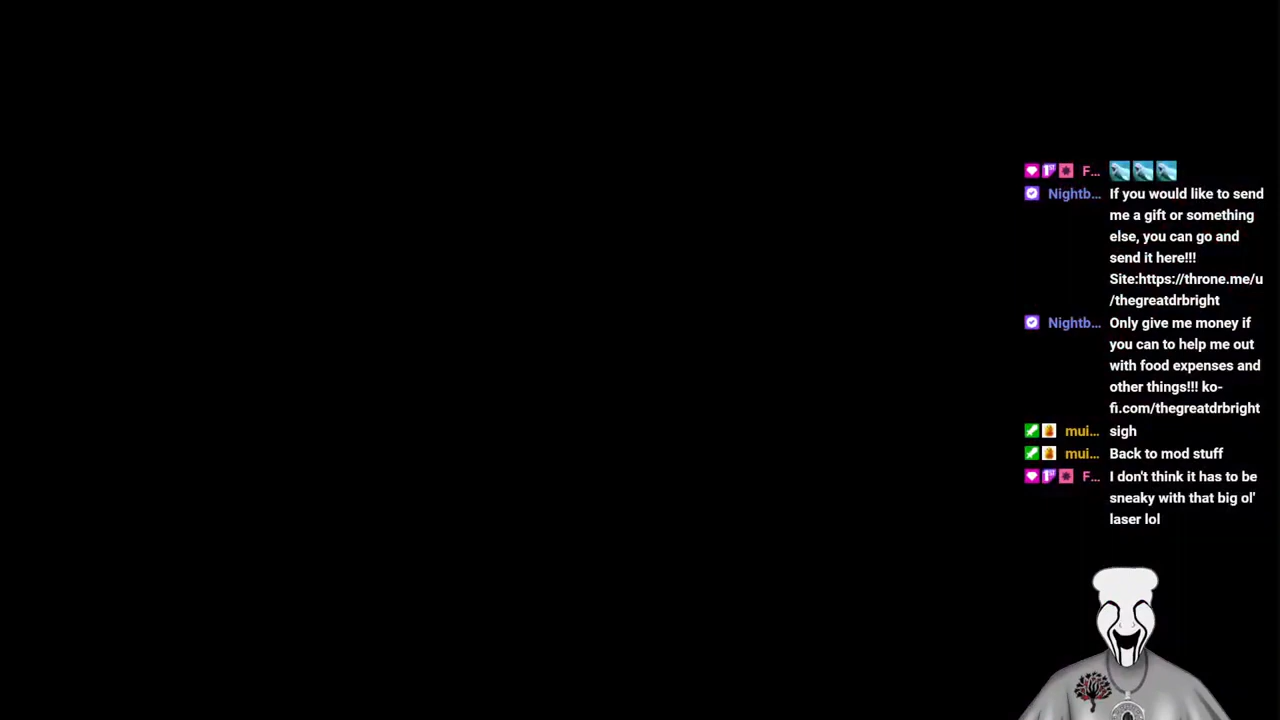 F...
Nightb... If you would like to send
me a gift or something
else, you can go and
send it here!!!
Site:https://throne.me/u
/thegreatdrbright
Nightb... Only give me money if
you can to help me out
with food expenses and
other things!!! ko-
fi.com/thegreatdrbright
mui... sigh
mui... Back to mod stuff
F... I don't think it has to be
sneaky with that big ol'
laser lol